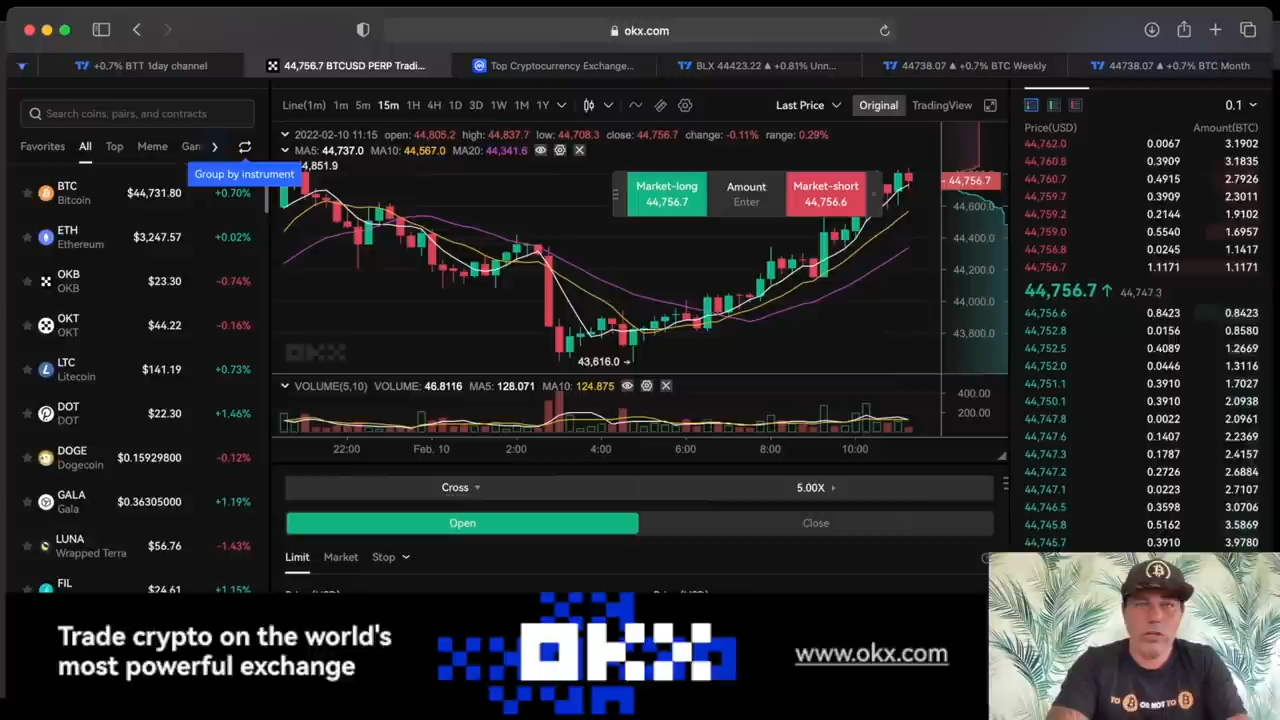 okx.com
+0.7% BTT 1day channel
44,756.7 BTCUSD PERP Tradi...
Top Cryptocurrency Exchange...
BLX 44423.22 ▲ +0.81% Unn...
44738.07 ▲ +0.7% BTC Weekly
44738.07 ▲ +0.7% BTC Month
Search coins, pairs, and contracts
Favorites All Top Meme Gam
Group by instrument
BTC $44,731.80 +0.70%
Bitcoin
ETH $3,247.57 +0.02%
Ethereum
OKB $23.30 -0.74%
OKB
OKT $44.22 -0.16%
OKT
LTC $141.19 +0.73%
Litecoin
DOT $22.30 +1.46%
DOT
DOGE $0.15929800 -0.12%
Dogecoin
GALA $0.36305000 +1.19%
Gala
LUNA $56.76 -1.43%
Wrapped Terra
FIL $24.61 +1.15%
Line(1m) 1m 5m 15m 1H 4H 1D 3D 1W 1M 1Y
Last Price Original TradingView
2022-02-10 11:15 open: 44,805.2 high: 44,837.7 low: 44,708.3 close: 44,756.7 change: -0.11% range: 0.29%
MA5: 44,737.0 MA10: 44,567.0 MA20: 44,341.6
44,851.9
Market-long Amount Market-short
44,756.7 Enter 44,756.6
44,756.7
44,600.0
44,400.0
44,200.0
44,000.0
43,800.0
OKX
43,616.0
VOLUME(5,10) VOLUME: 46.8116 MA5: 128.071 MA10: 124.875
400.00
200.00
22:00 Feb. 10 2:00 4:00 6:00 8:00 10:00
Cross 5.00X
Open Close
Limit Market Stop
0.1
Price(USD) Amount(BTC)
44,762.0 0.0067 3.1902
44,760.8 0.3909 3.1835
44,760.7 0.4915 2.7926
44,759.7 0.3909 2.3011
44,759.2 0.2144 1.9102
44,759.0 0.5540 1.6957
44,756.8 0.0245 1.1417
44,756.7 1.1171 1.1171
44,756.7 ↑ 44,747.3
44,756.6 0.8423 0.8423
44,752.8 0.0156 0.8580
44,752.5 0.4089 1.2669
44,752.0 0.0446 1.3116
44,751.1 0.3910 1.7027
44,750.1 0.3910 2.0938
44,747.8 0.0022 2.0961
44,747.6 0.1407 2.2369
44,747.3 0.1787 2.4157
44,747.2 0.2726 2.6884
44,747.1 0.0223 2.7107
44,746.5 0.3598 3.0706
44,745.8 0.5162 3.5869
44,745.7 0.3910 3.9780
Trade crypto on the world's
most powerful exchange
OKX
www.okx.com
TO B OR NOT TO B